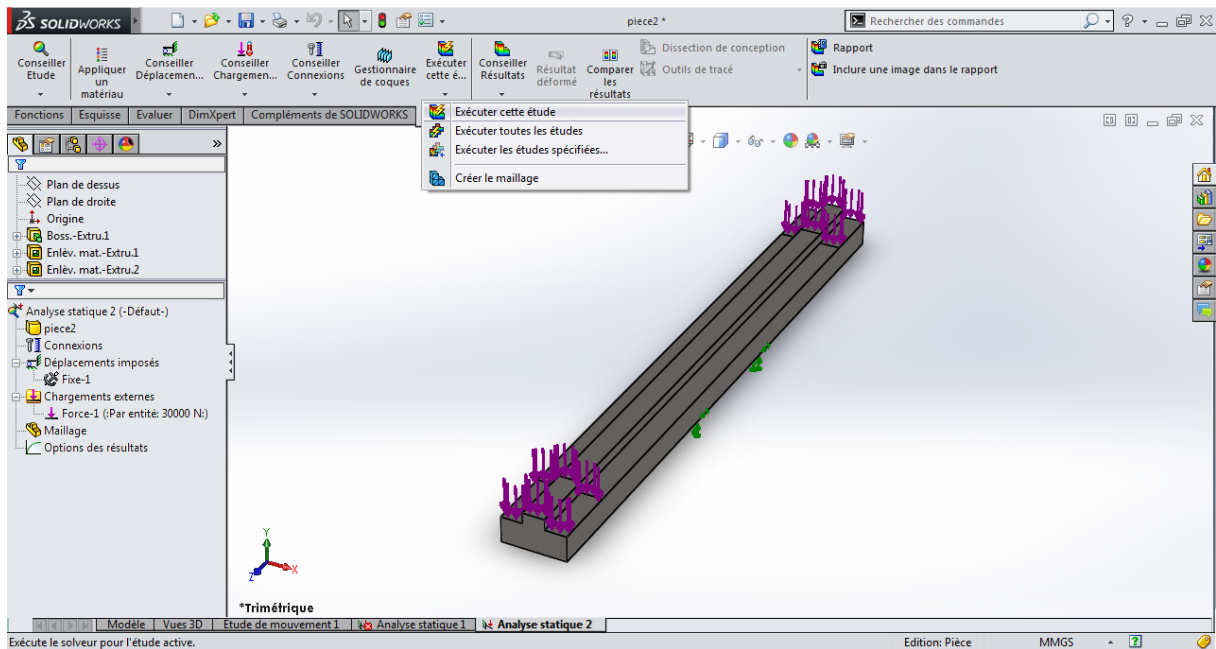 SOLIDWORKS
piece2 *
Rechercher des commandes
Conseiller Etude
Appliquer un matériau
Conseiller Déplacemen...
Conseiller Chargemen...
Conseiller Connexions
Gestionnaire de coques
Exécuter cette é...
Conseiller Résultats
Résultat déformé
Comparer les résultats
Dissection de conception
Outils de tracé
Rapport
Inclure une image dans le rapport
Fonctions
Esquisse
Evaluer
DimXpert
Compléments de SOLIDWORKS
Exécuter cette étude
Exécuter toutes les études
Exécuter les études spécifiées...
Créer le maillage
Plan de dessus
Plan de droite
Origine
Boss.-Extru.1
Enlèv. mat.-Extru.1
Enlèv. mat.-Extru.2
Analyse statique 2 (-Défaut-)
piece2
Connexions
Déplacements imposés
Fixe-1
Chargements externes
Force-1 (:Par entité: 30000 N:)
Maillage
Options des résultats
Y
X
Z
*Trimétrique
Modèle
Vues 3D
Etude de mouvement 1
Analyse statique 1
Analyse statique 2
Exécute le solveur pour l'étude active.
Edition: Pièce
MMGS